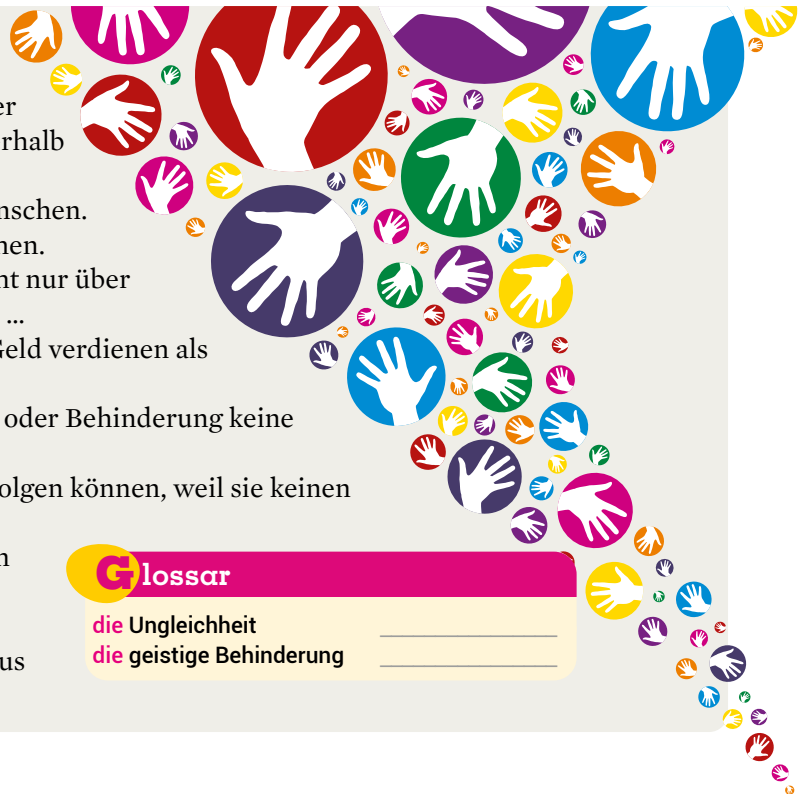 er
rhalb
nschen.
nen.
ht nur über
...
Geld verdienen als
oder Behinderung keine
olgen können, weil sie keinen
n
us
Glossar
die Ungleichheit
die geistige Behinderung